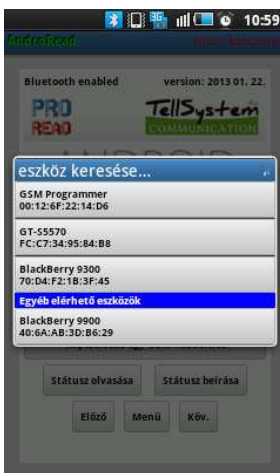 10:59
AndroRead
Bluetooth enabled
version: 2013 01. 22.
PRO
READ
TellSystem
COMMUNICATION
eszköz keresése...
GSM Programmer
00:12:6F:22:14:D6
GT-S5570
FC:C7:34:95:84:B8
BlackBerry 9300
70:D4:F2:1B:3F:45
Egyéb elérhető eszközök
BlackBerry 9900
40:6A:AB:3D:B6:29
Státusz olvasása
Státusz beírása
Előző
Menü
Köv.